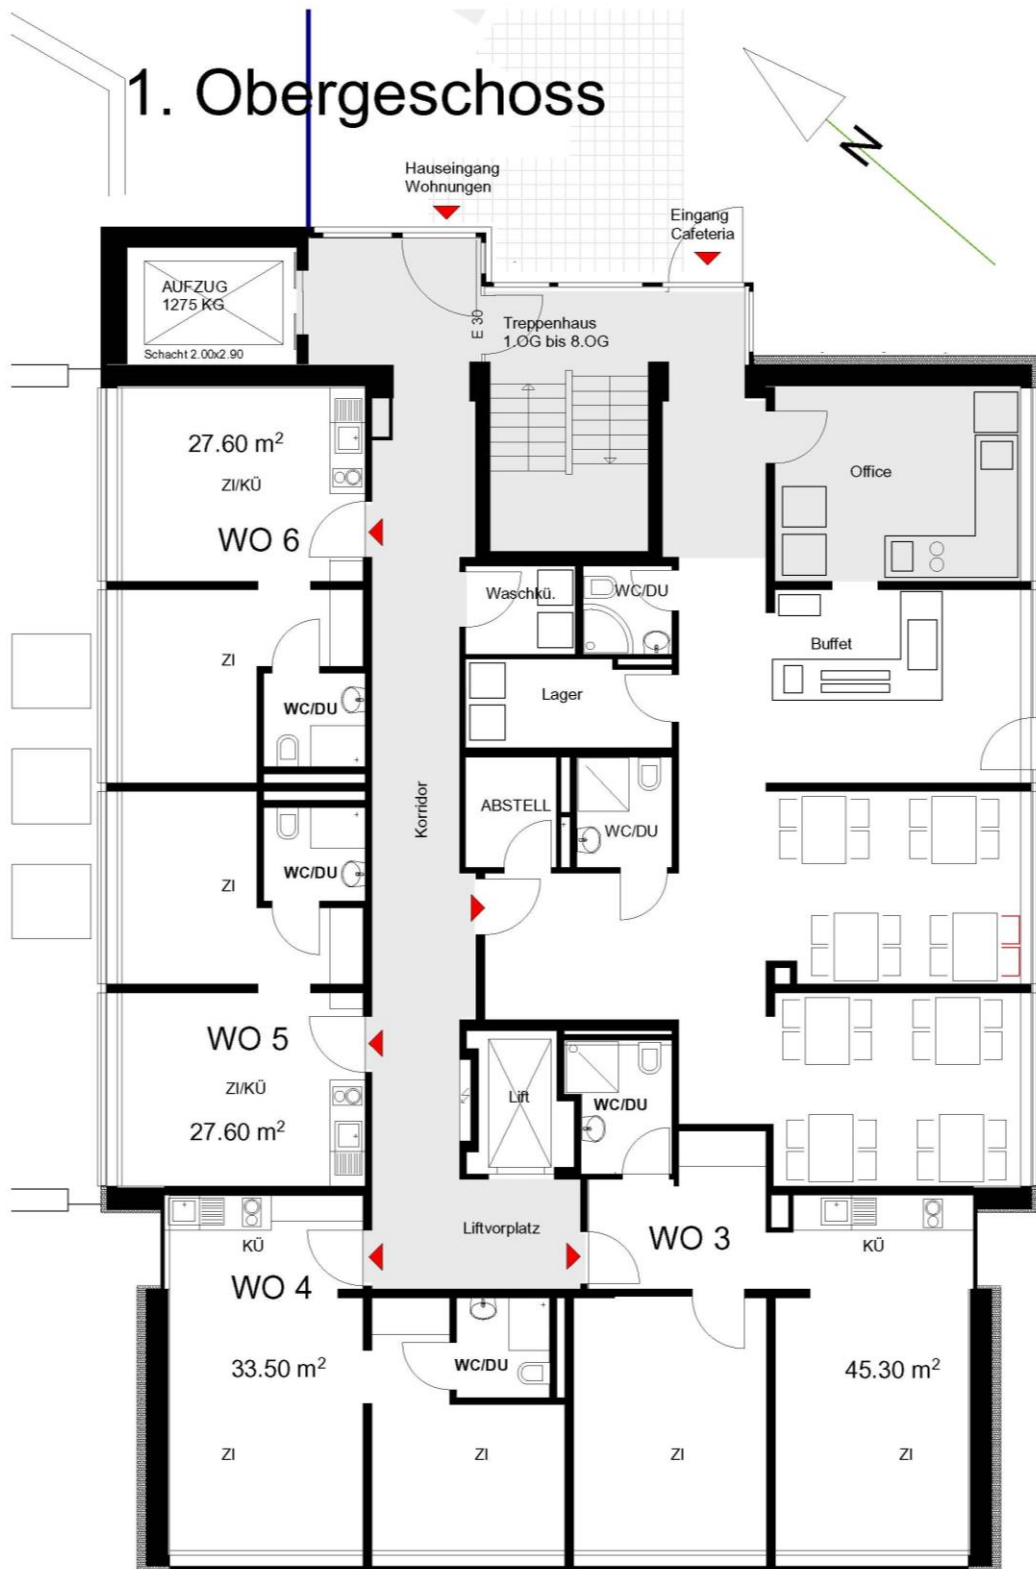 1. Obergeschoss
N
Hauseingang
Wohnungen
Eingang
Cafeteria
AUFZUG
1275 KG
Schacht 2.00x2.90
E 30
Treppenhaus
1.OG bis 8.OG
27.60 m²
ZI/KÜ
WO 6
Office
Waschkü.
WC/DU
Buffet
ZI
WC/DU
Lager
Korridor
ABSTELL
WC/DU
ZI
WC/DU
WO 5
ZI/KÜ
27.60 m²
Lift
WC/DU
Liftvorplatz
WO 3
KÜ
KÜ
WO 4
33.50 m²
WC/DU
45.30 m²
ZI
ZI
ZI
ZI